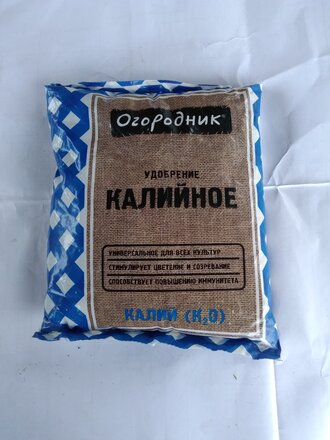 Огородник
УДОБРЕНИЕ
КАЛИЙНОЕ
УНИВЕРСАЛЬНОЕ ДЛЯ ВСЕХ КУЛЬТУР
СТИМУЛИРУЕТ ЦВЕТЕНИЕ И СОЗРЕВАНИЕ
СПОСОБСТВУЕТ ПОВЫШЕНИЮ ИММУНИТЕТА
КАЛИЙ (K₂O)